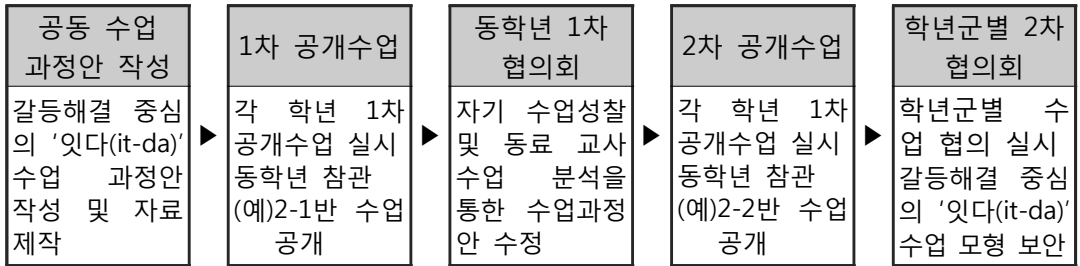 공동 수업
과정안 작성
갈등해결 중심
의 '잇다(it-da)'
수업 과정안
작성 및 자료
제작
▶
1차 공개수업
각 학년 1차
공개수업 실시
동학년 참관
(예)2-1반 수업
공개
▶
동학년 1차
협의회
자기 수업성찰
및 동료 교사
수업 분석을
통한 수업과정
안 수정
▶
2차 공개수업
각 학년 1차
공개수업 실시
동학년 참관
(예)2-2반 수업
공개
▶
학년군별 2차
협의회
학년군별 수
업 협의 실시
갈등해결 중심
의 '잇다(it-da)'
수업 모형 보안